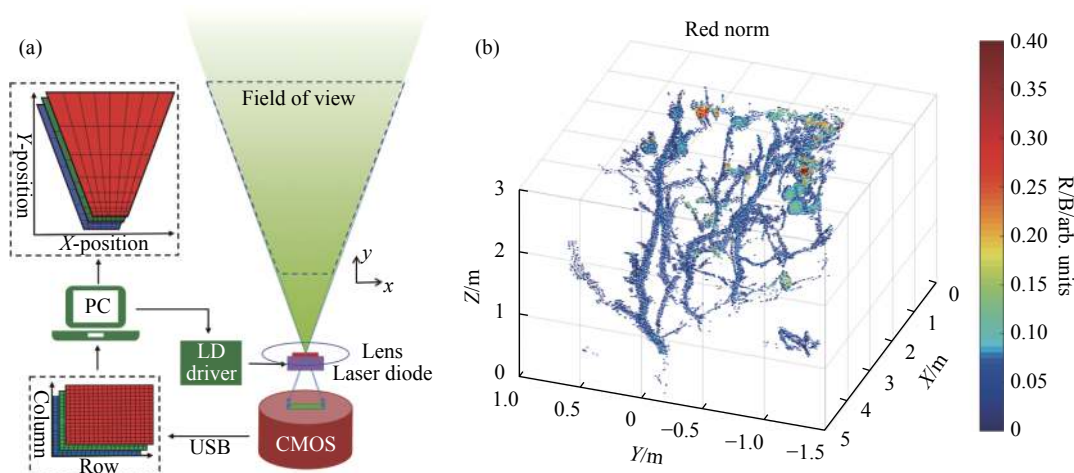 (a)
Field of view
Y-position
X-position
y
x
PC
LD
driver
Lens
Laser diode
Column
Row
USB
CMOS
(b)
Red norm
3
2
1
0
Z/m
1.0
0.5
0
−0.5
−1.0
−1.5
Y/m
0
1
2
3
4
5
X/m
0.40
0.35
0.30
0.25
0.20
0.15
0.10
0.05
0
R/B/arb. units